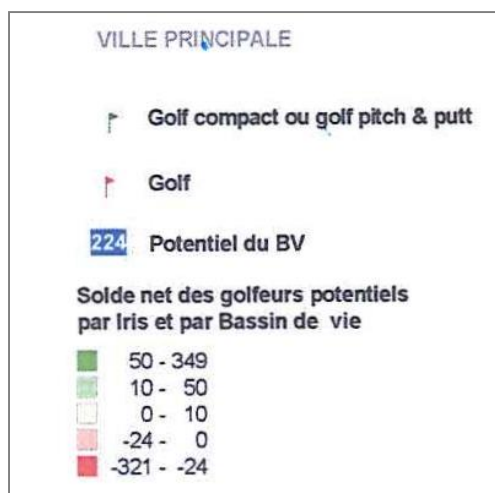 VILLE PRINCIPALE
Golf compact ou golf pitch & putt
Golf
224 Potentiel du BV
Solde net des golfeurs potentiels
par Iris et par Bassin de vie
50 - 349
10 - 50
0 - 10
-24 - 0
-321 - -24